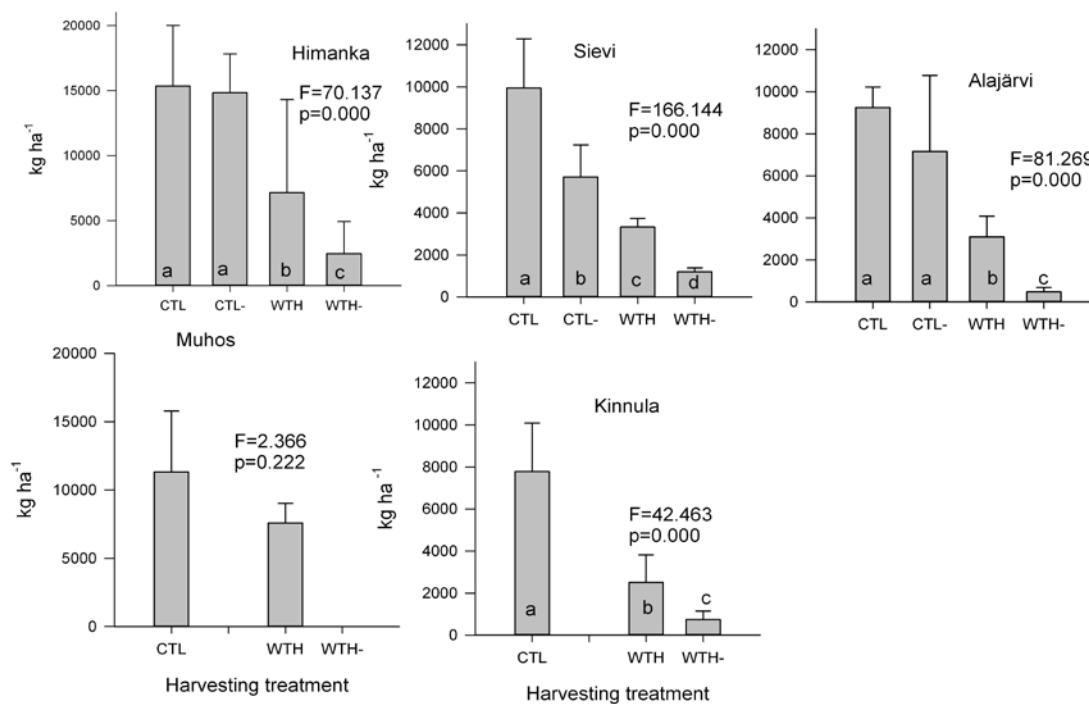 Himanka
F=70.137
p=0.000
kg ha-1
20000
15000
10000
5000
0
a
a
b
c
CTL
CTL-
WTH
WTH-
Sievi
F=166.144
p=0.000
kg ha-1
12000
10000
8000
6000
4000
2000
0
a
b
c
d
CTL
CTL-
WTH
WTH-
Alajärvi
F=81.269
p=0.000
12000
10000
8000
6000
4000
2000
0
a
a
b
c
CTL
CTL-
WTH
WTH-
Muhos
F=2.366
p=0.222
kg ha-1
20000
15000
10000
5000
0
CTL
WTH
WTH-
Harvesting treatment
Kinnula
F=42.463
p=0.000
kg ha-1
12000
10000
8000
6000
4000
2000
0
a
b
c
CTL
WTH
WTH-
Harvesting treatment